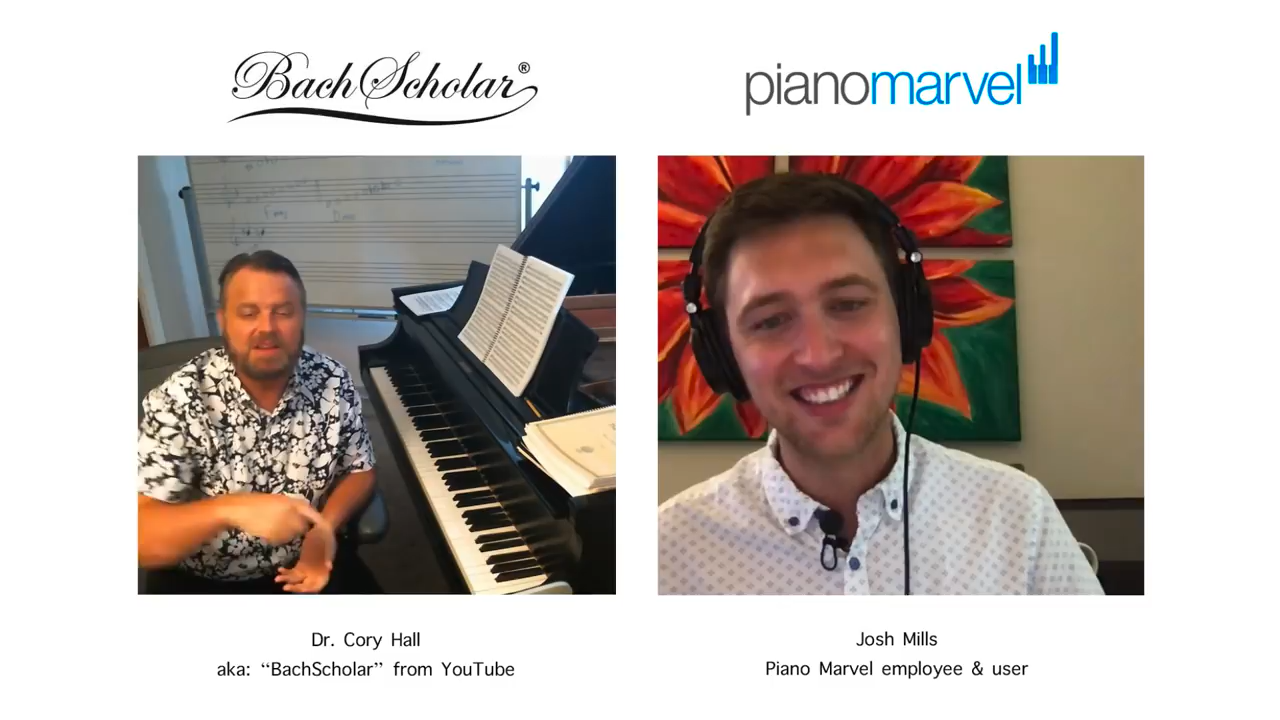 BachScholar®
pianomarvel
Dr. Cory Hall
aka: “BachScholar” from YouTube
Josh Mills
Piano Marvel employee & user